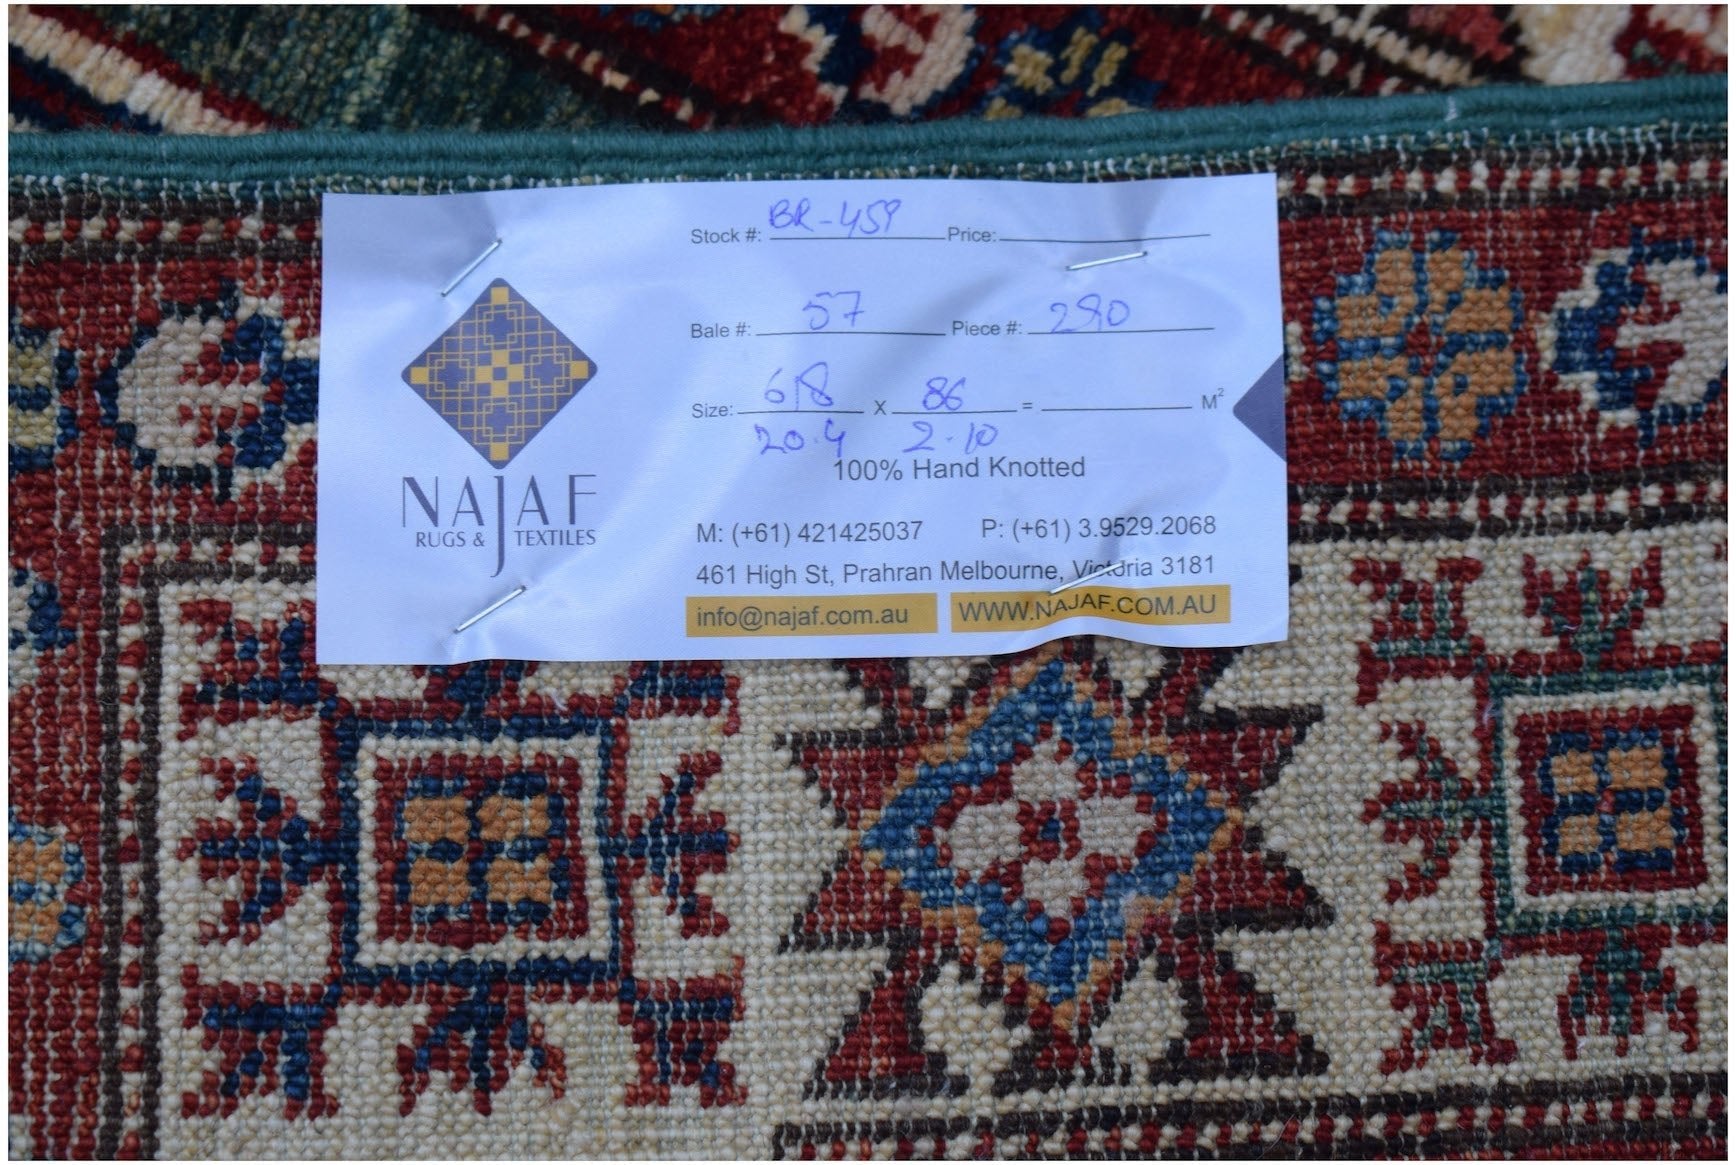 Stock #: BR-459 Price:
Bale #: 57 Piece #: 290
Size: 618 x 86 = M²
20.4 2.10
100% Hand Knotted
NAJAF
RUGS & TEXTILES
M: (+61) 421425037 P: (+61) 3.9529.2068
461 High St, Prahran Melbourne, Victoria 3181
info@najaf.com.au WWW.NAJAF.COM.AU